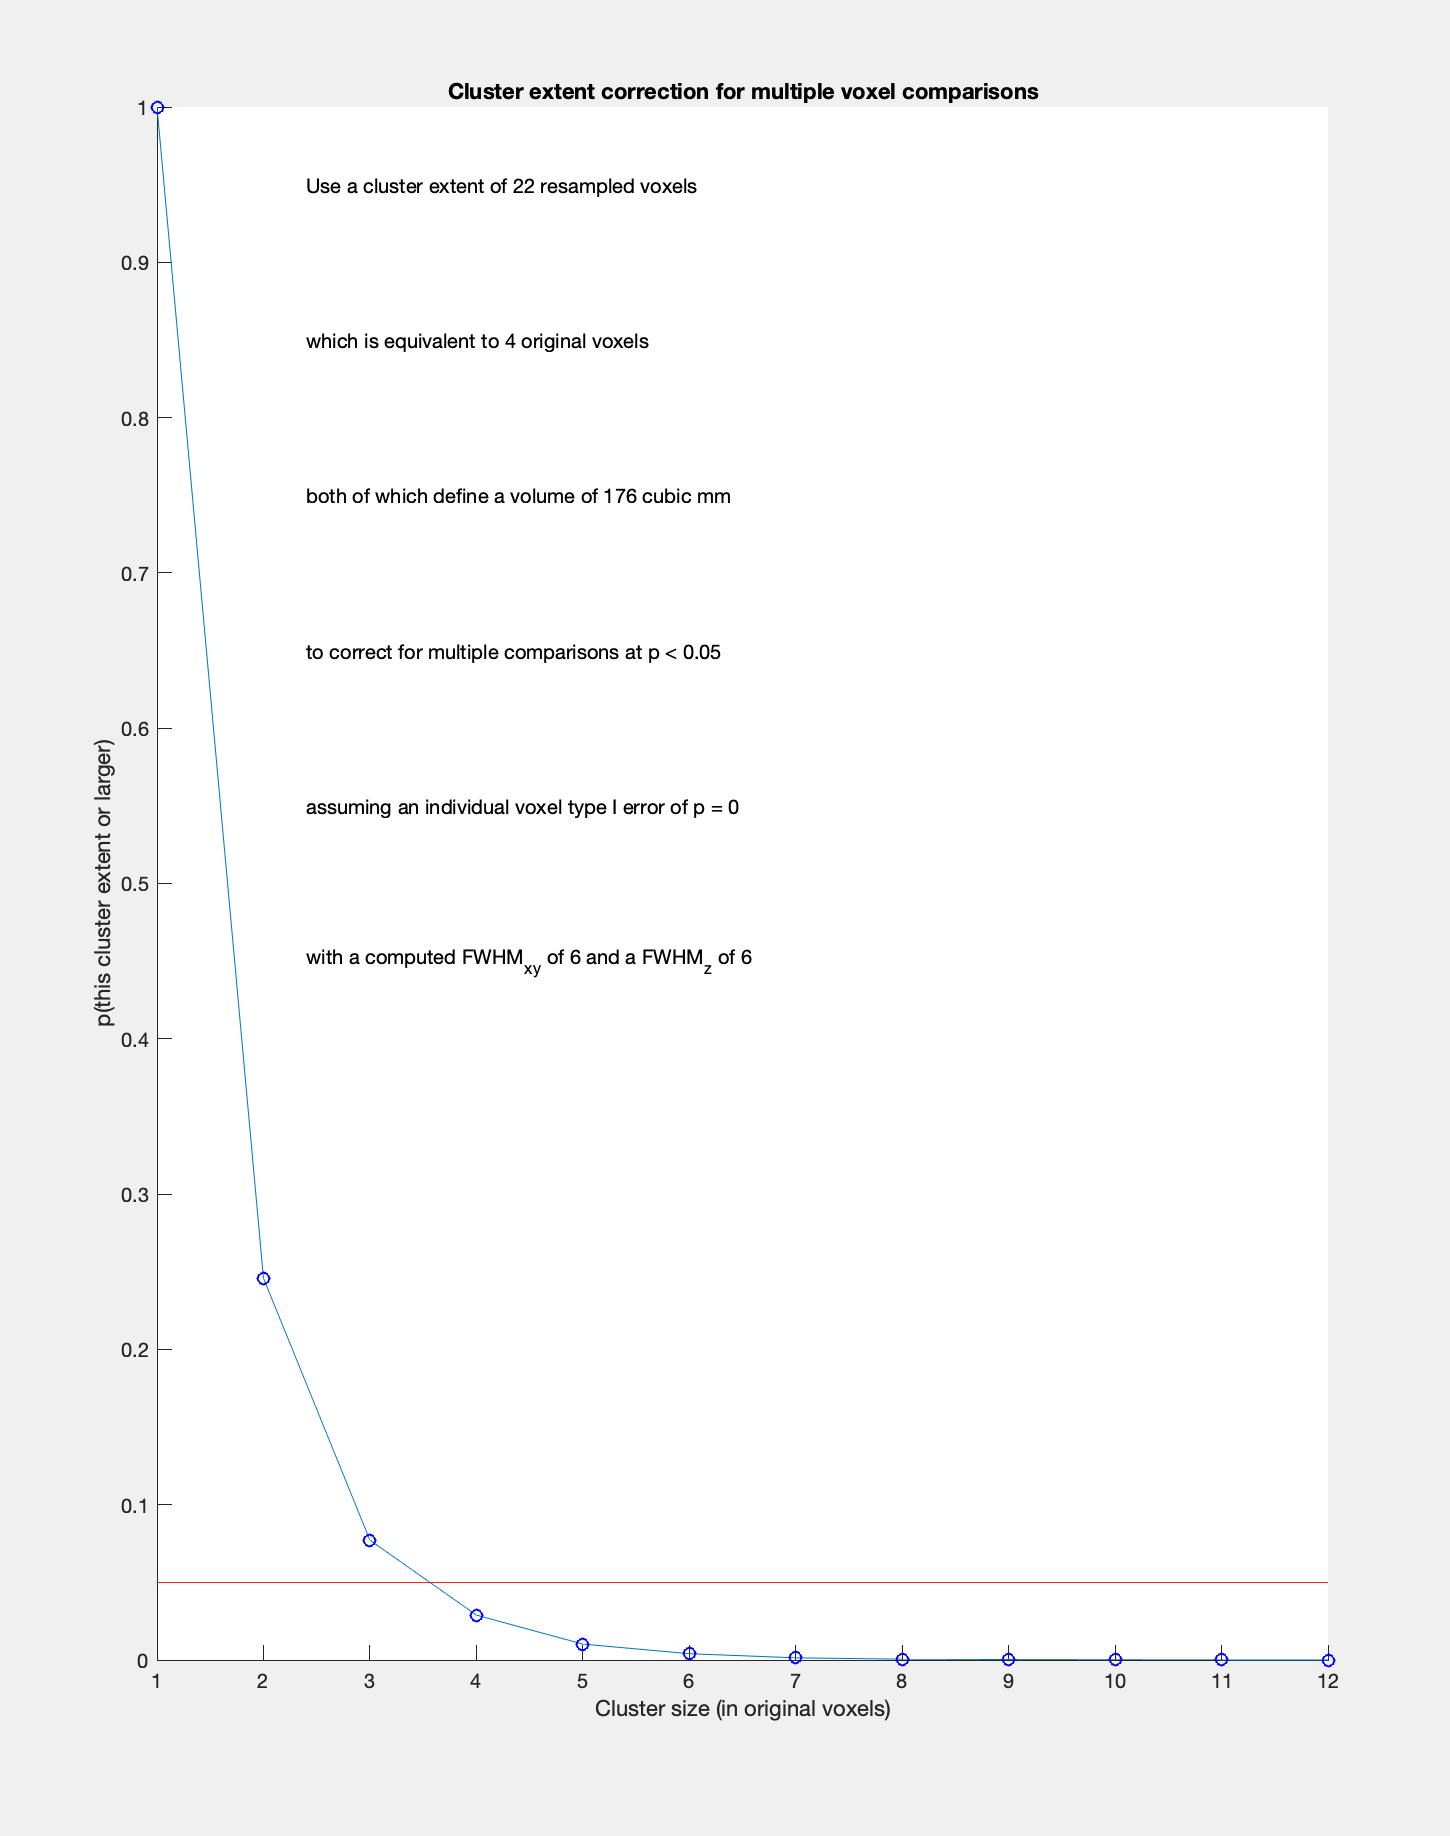 Cluster extent correction for multiple voxel comparisons
1
Use a cluster extent of 22 resampled voxels
0.9
which is equivalent to 4 original voxels
0.8
both of which define a volume of 176 cubic mm
0.7
to correct for multiple comparisons at p < 0.05
0.6
assuming an individual voxel type I error of p = 0
p(this cluster extent or larger)
0.5
with a computed FWHMxy of 6 and a FWHMz of 6
0.4
0.3
0.2
0.1
0
1 2 3 4 5 6 7 8 9 10 11 12
Cluster size (in original voxels)